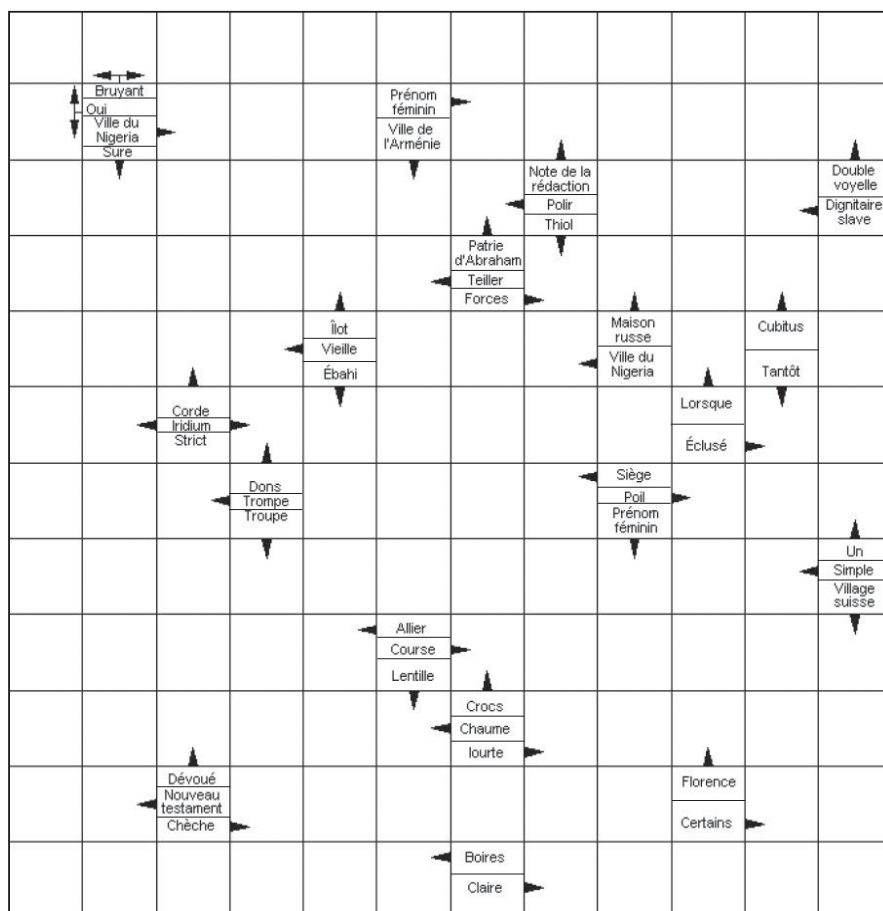 Bruyant
Oui
Ville du
Nigeria
Sure
Prénom
féminin
Ville de
l'Arménie
Note de la
rédaction
Polir
Thiol
Double
voyelle
Dignitaire
slave
Patrie
d'Abraham
Teiller
Forces
Îlot
Vieille
Ébahi
Maison
russe
Ville du
Nigeria
Cubitus
Tantôt
Corde
Iridium
Strict
Lorsque
Éclusé
Dons
Trompe
Troupe
Siège
Poil
Prénom
féminin
Un
Simple
Village
suisse
Allier
Course
Lentille
Crocs
Chaume
Iourte
Dévoué
Nouveau
testament
Chèche
Florence
Certains
Boires
Claire